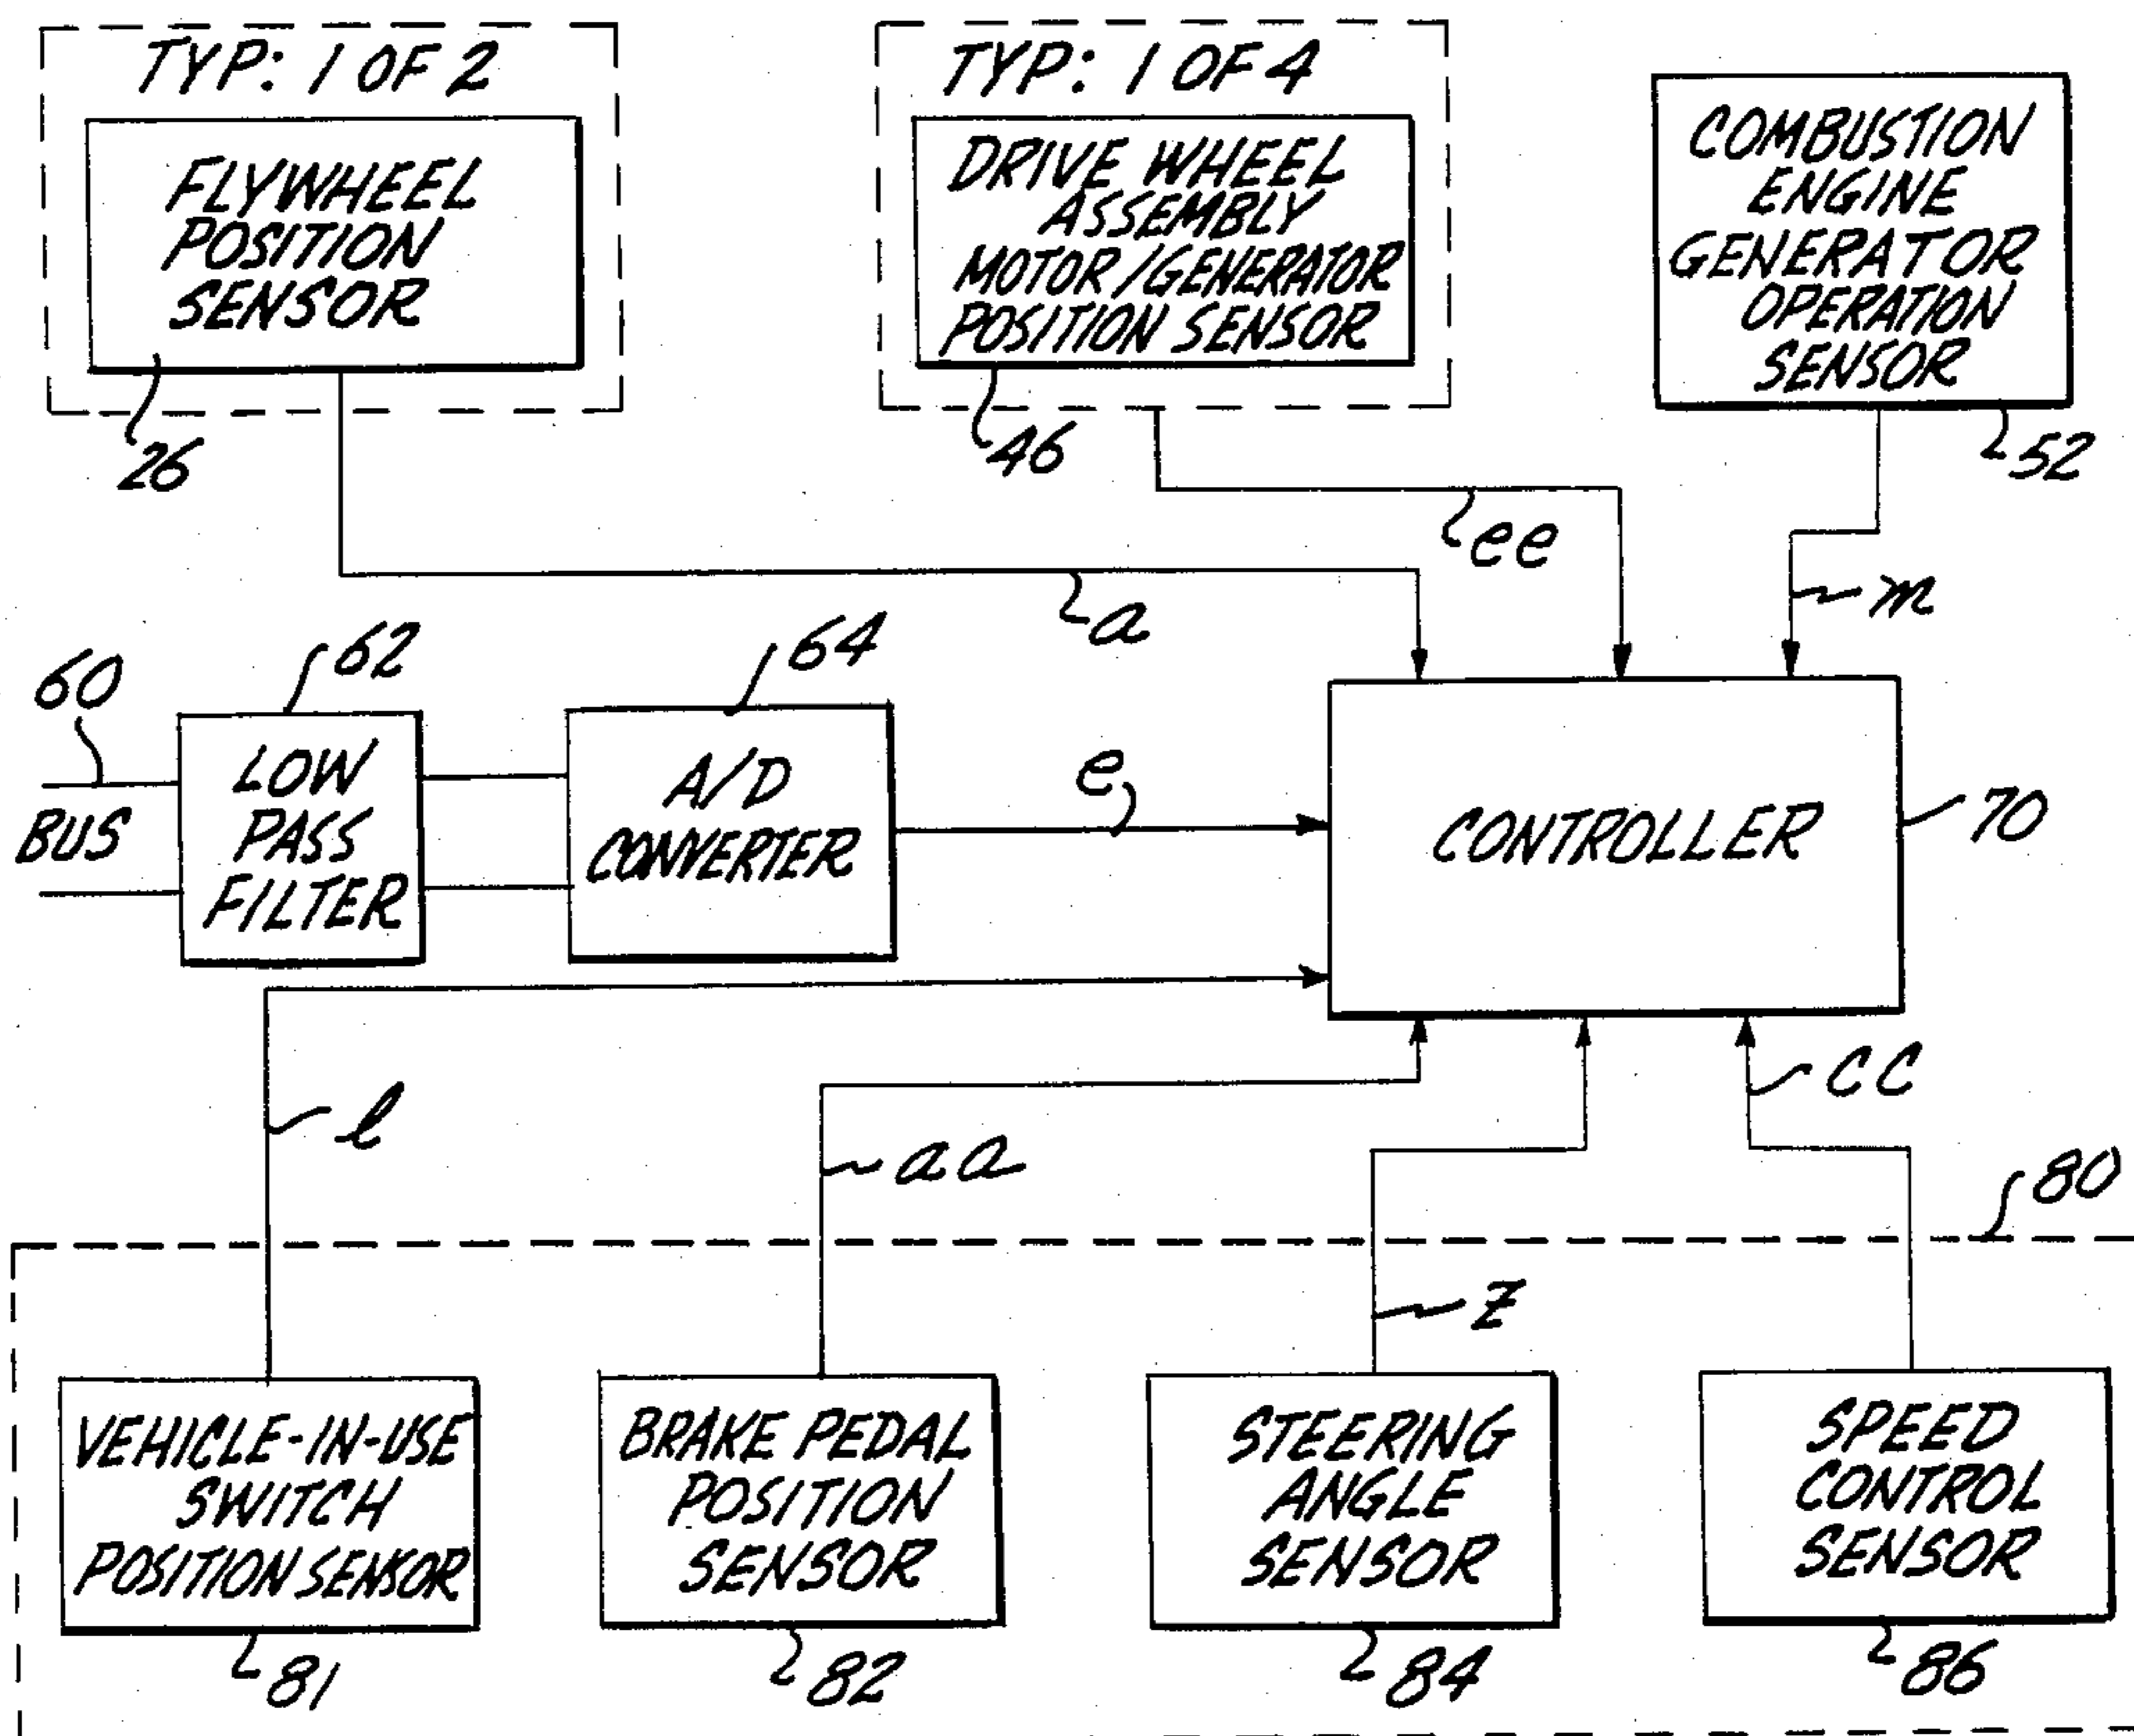 TYP: 1 OF 2
FLYWHEEL
POSITION
SENSOR
26
TYP: 1 OF 4
DRIVE WHEEL
ASSEMBLY
MOTOR/GENERATOR
POSITION SENSOR
46
COMBUSTION
ENGINE
GENERATOR
OPERATION
SENSOR
52
ee
a
m
60
BUS
62
LOW
PASS
FILTER
64
A/D
CONVERTER
e
CONTROLLER
70
l
aa
z
cc
80
VEHICLE-IN-USE
SWITCH
POSITION SENSOR
81
BRAKE PEDAL
POSITION
SENSOR
82
STEERING
ANGLE
SENSOR
84
SPEED
CONTROL
SENSOR
86